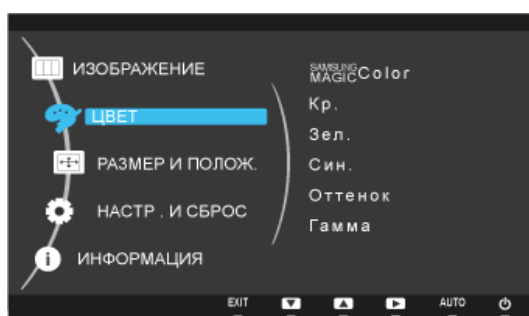 ИЗОБРАЖЕНИЕ
ЦВЕТ
РАЗМЕР И ПОЛОЖ.
НАСТР . И СБРОС
ИНФОРМАЦИЯ
SAMSUNG MAGIC Color
Кр.
Зел.
Син.
Оттенок
Гамма
EXIT AUTO